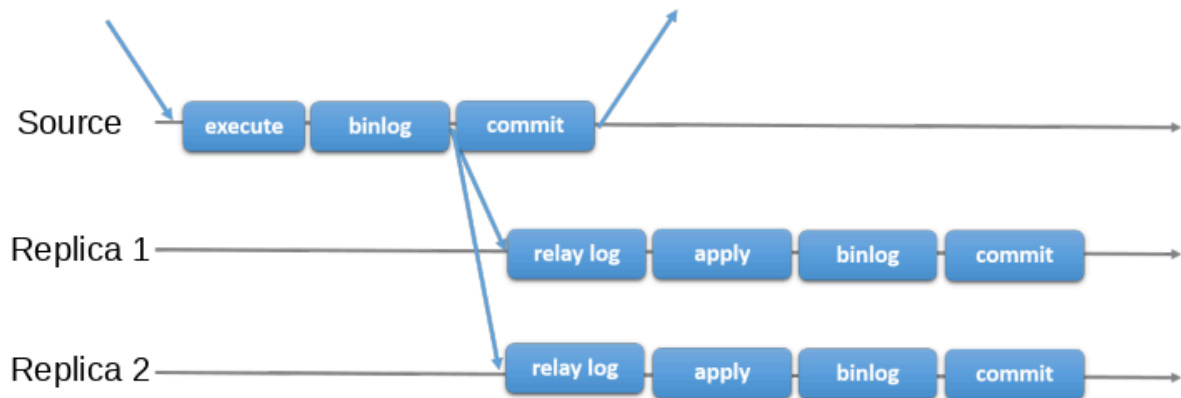 Source execute binlog commit
Replica 1 relay log apply binlog commit
Replica 2 relay log apply binlog commit